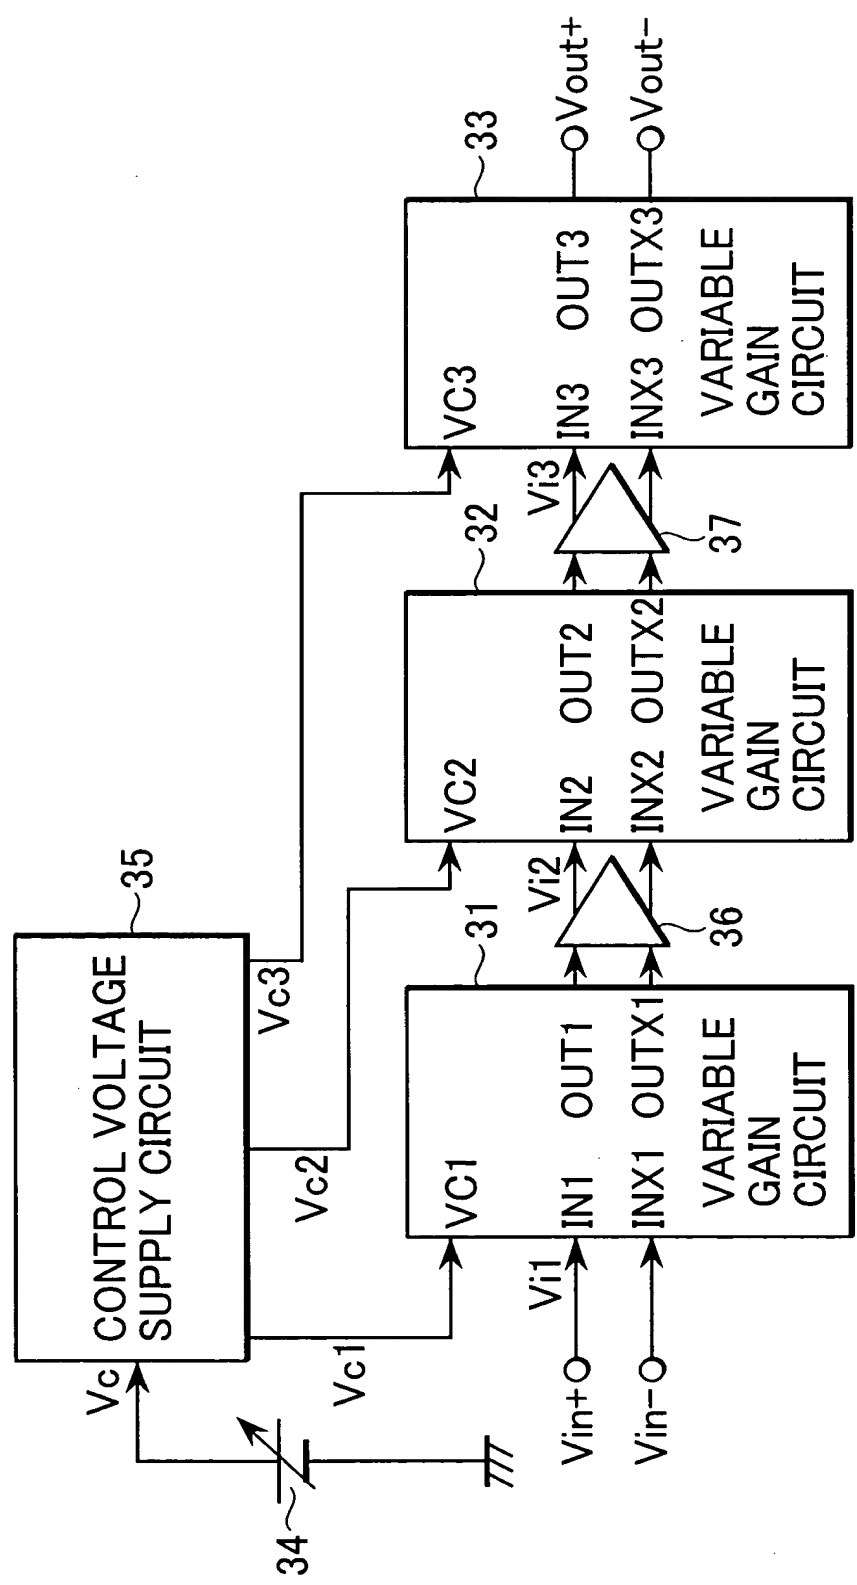 CONTROL VOLTAGE
SUPPLY CIRCUIT
35
Vc
34
Vc1
Vc2
Vc3
31
VC1
IN1
OUT1
INX1
OUTX1
VARIABLE
GAIN
CIRCUIT
Vin+
Vin−
Vi1
36
Vi2
32
VC2
IN2
OUT2
INX2
OUTX2
VARIABLE
GAIN
CIRCUIT
37
Vi3
33
VC3
IN3
OUT3
INX3
OUTX3
VARIABLE
GAIN
CIRCUIT
Vout+
Vout−